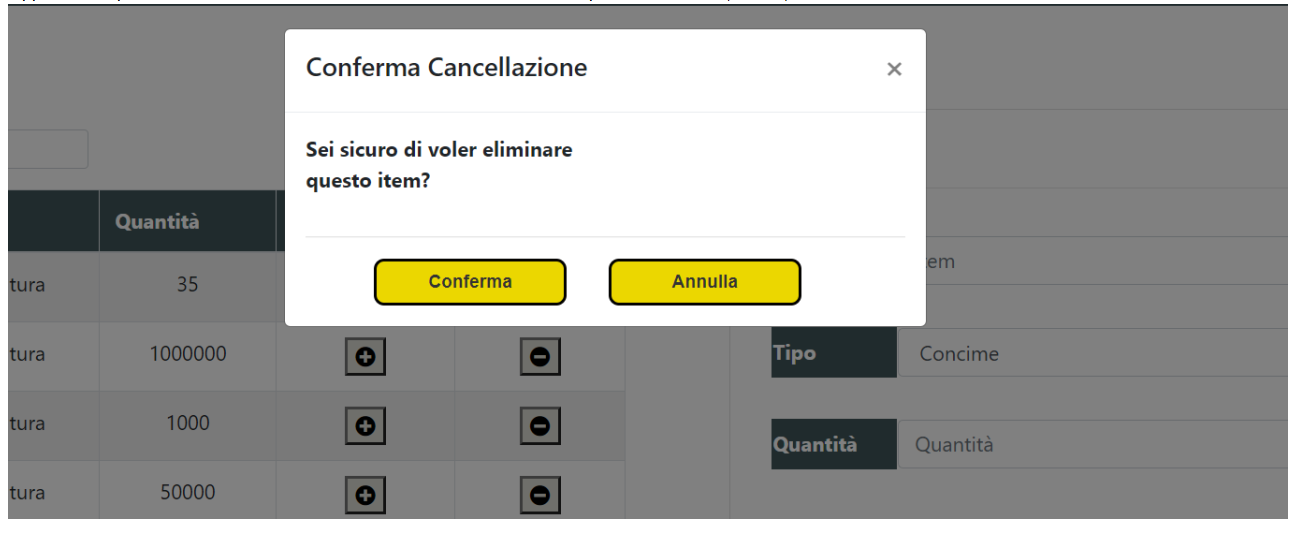 Conferma Cancellazione ×
Sei sicuro di voler eliminare
questo item?
Conferma Annulla
Quantità
tura 35
tura 1000000
tura 1000
tura 50000
em
Tipo Concime
Quantità Quantità